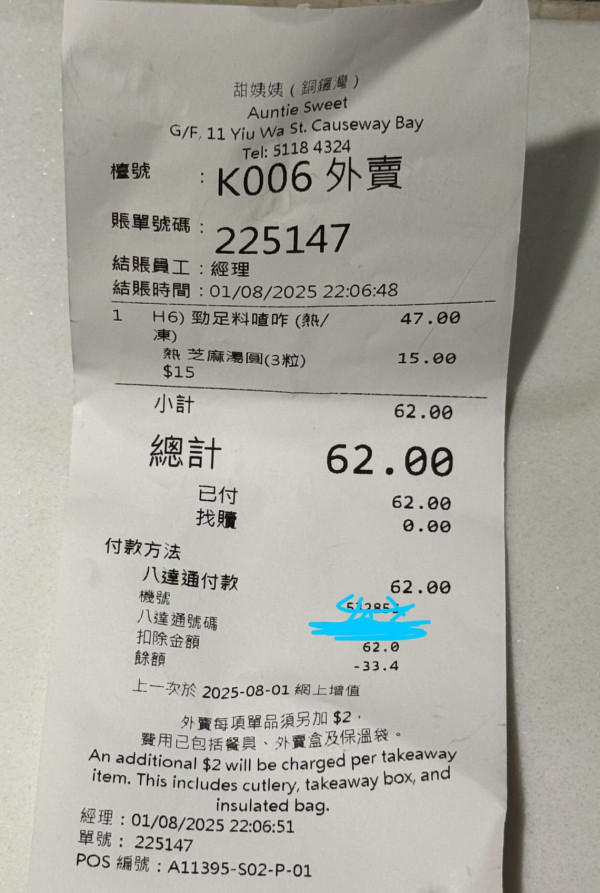 甜姨姨（銅鑼灣）
Auntie Sweet
G/F, 11 Yiu Wa St. Causeway Bay
Tel: 5118 4324
檯號 : K006 外賣
賬單號碼 : 225147
結賬員工 : 經理
結賬時間 : 01/08/2025 22:06:48
1 H6) 勁足料喳咋 (熱/ 47.00
凍)
熱 芝麻湯圓(3粒) 15.00
$15
小計 62.00
總計 62.00
已付 62.00
找贖 0.00
付款方法
八達通付款 62.00
機號
八達通號碼
扣除金額 62.0
餘額 -33.4
上一次於 2025-08-01 網上增值
外賣每項單品須另加 $2，
費用已包括餐具、外賣盒及保溫袋。
An additional $2 will be charged per takeaway
item. This includes cutlery, takeaway box, and
insulated bag.
經理 : 01/08/2025 22:06:51
單號 : 225147
POS 編號 : A11395-S02-P-01